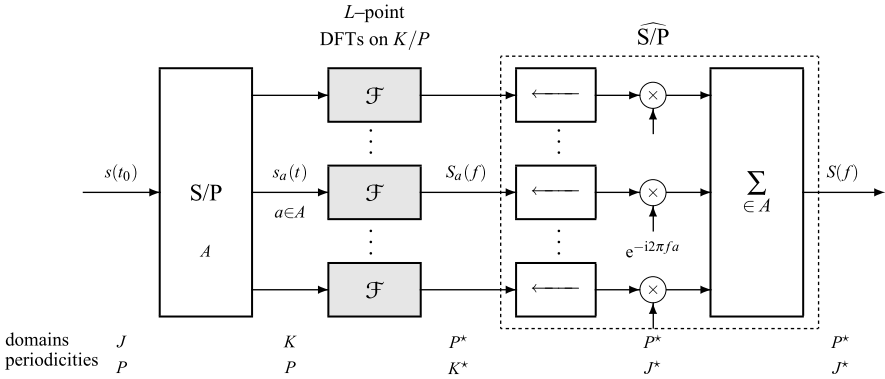 L–point
DFTs on K/P
S/P
ℱ
s(t₀)
S/P
A
sₐ(t)
a∈A
ℱ
Sₐ(f)
e^{−i2πfa}
∑
∈ A
S(f)
ℱ
domains J K P⋆ P⋆ P⋆
periodicities P P K⋆ J⋆ J⋆